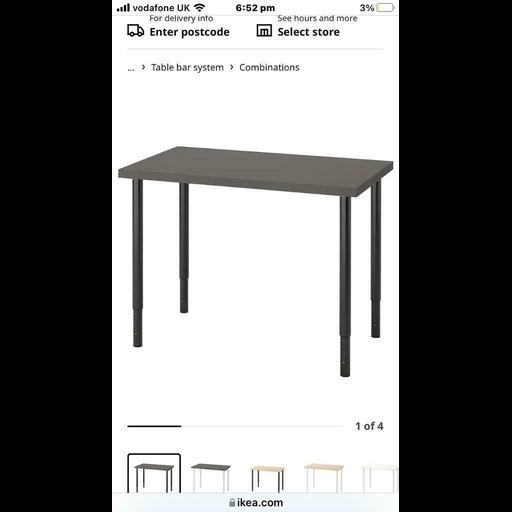 vodafone UK 6:52 pm 3%
For delivery info See hours and more
Enter postcode Select store
... > Table bar system > Combinations
1 of 4
ikea.com